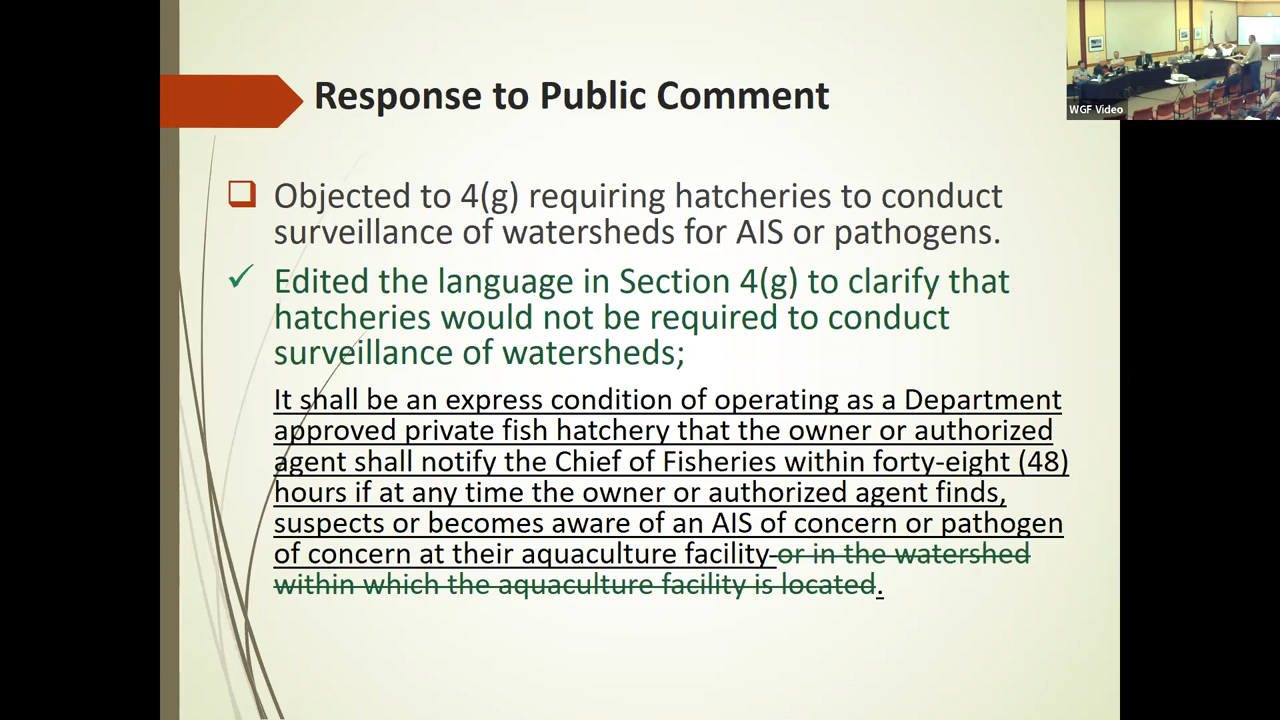 Response to Public Comment
WGF Video
Objected to 4(g) requiring hatcheries to conduct
surveillance of watersheds for AIS or pathogens.
Edited the language in Section 4(g) to clarify that
hatcheries would not be required to conduct
surveillance of watersheds;
It shall be an express condition of operating as a Department
approved private fish hatchery that the owner or authorized
agent shall notify the Chief of Fisheries within forty-eight (48)
hours if at any time the owner or authorized agent finds,
suspects or becomes aware of an AIS of concern or pathogen
of concern at their aquaculture facility or in the watershed
within which the aquaculture facility is located.